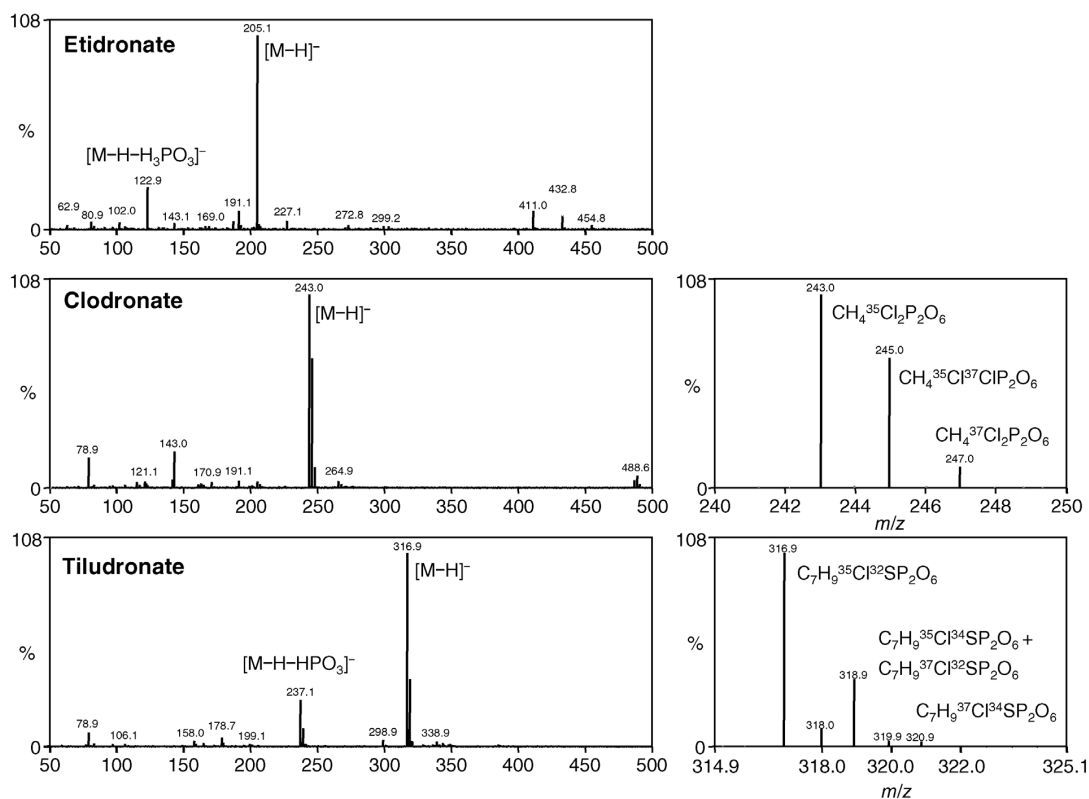 108
Etidronate
205.1
[M−H]⁻
%
[M−H−H₃PO₃]⁻
122.9
62.9
80.9
102.0
143.1
169.0
191.1
227.1
272.8
299.2
411.0
432.8
454.8
0
50 100 150 200 250 300 350 400 450 500
108
Clodronate
243.0
[M−H]⁻
%
78.9
121.1
143.0
170.9
191.1
264.9
488.6
0
50 100 150 200 250 300 350 400 450 500
108
243.0
CH₄³⁵Cl₂P₂O₆
245.0
%
CH₄³⁵Cl³⁷ClP₂O₆
CH₄³⁷Cl₂P₂O₆
247.0
0
240 242 244 246 248 250
m/z
108
Tiludronate
316.9
[M−H]⁻
%
[M−H−HPO₃]⁻
237.1
78.9
106.1
158.0
178.7
199.1
298.9
338.9
0
50 100 150 200 250 300 350 400 450 500
108
316.9
C₇H₉³⁵Cl³²SP₂O₆
%
C₇H₉³⁵Cl³⁴SP₂O₆ +
C₇H₉³⁷Cl³²SP₂O₆
318.9
C₇H₉³⁷Cl³⁴SP₂O₆
318.0
319.9 320.9
0
314.9 318.0 320.0 322.0 325.1
m/z